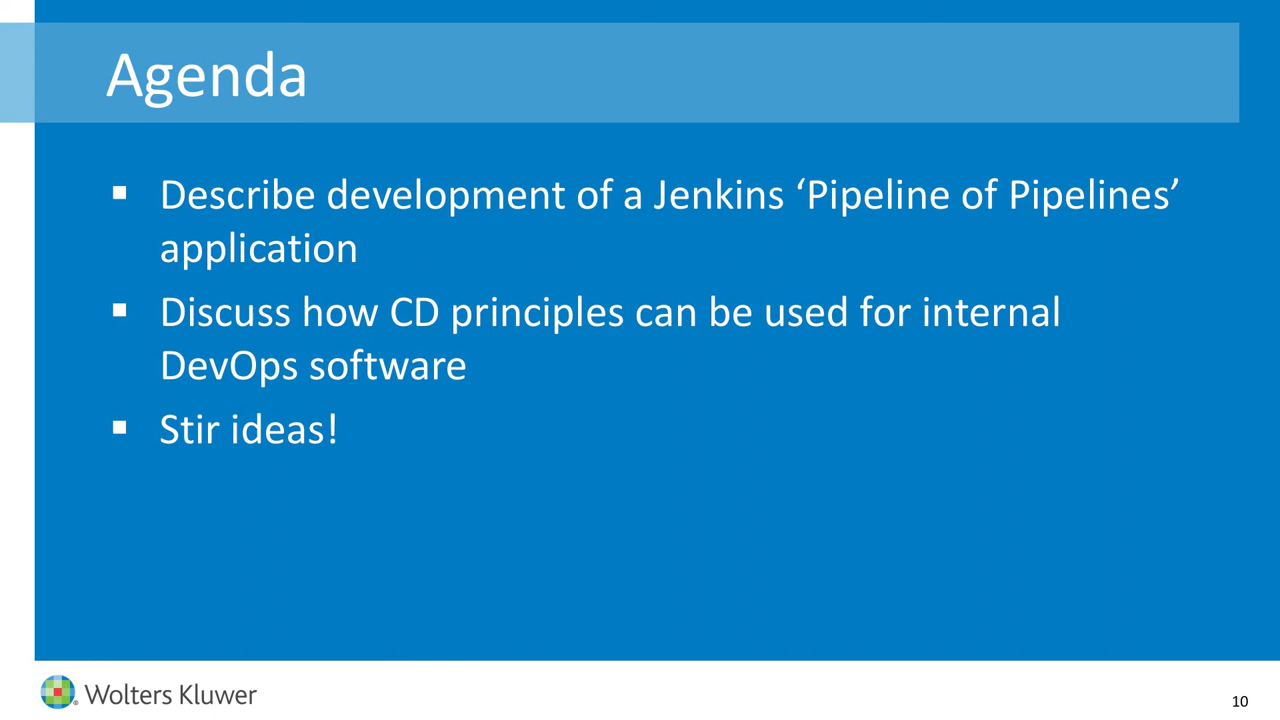 Agenda
▪ Describe development of a Jenkins ‘Pipeline of Pipelines’
application
▪ Discuss how CD principles can be used for internal
DevOps software
▪ Stir ideas!
® Wolters Kluwer
10